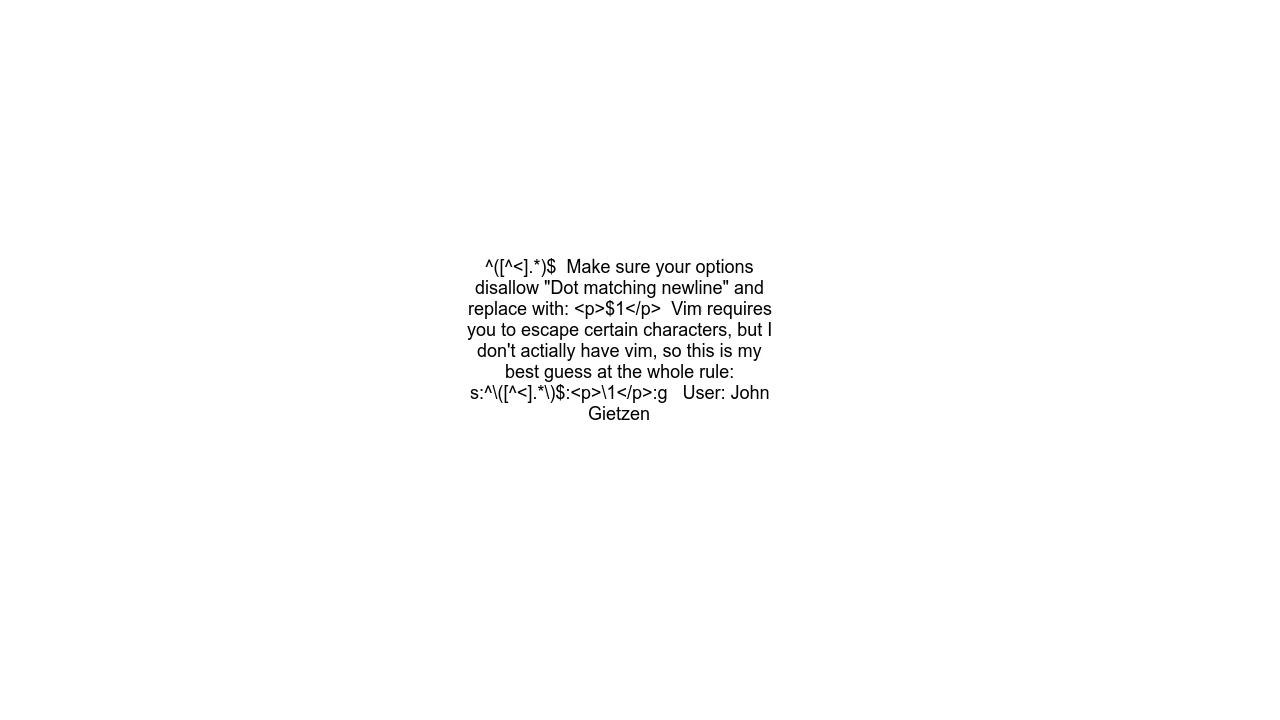 ^([^<].*)$  Make sure your options
disallow "Dot matching newline" and
replace with: <p>$1</p>  Vim requires
you to escape certain characters, but I
don't actially have vim, so this is my
best guess at the whole rule:
s:^\([^<].*\)$:<p>\1</p>:g   User: John
Gietzen